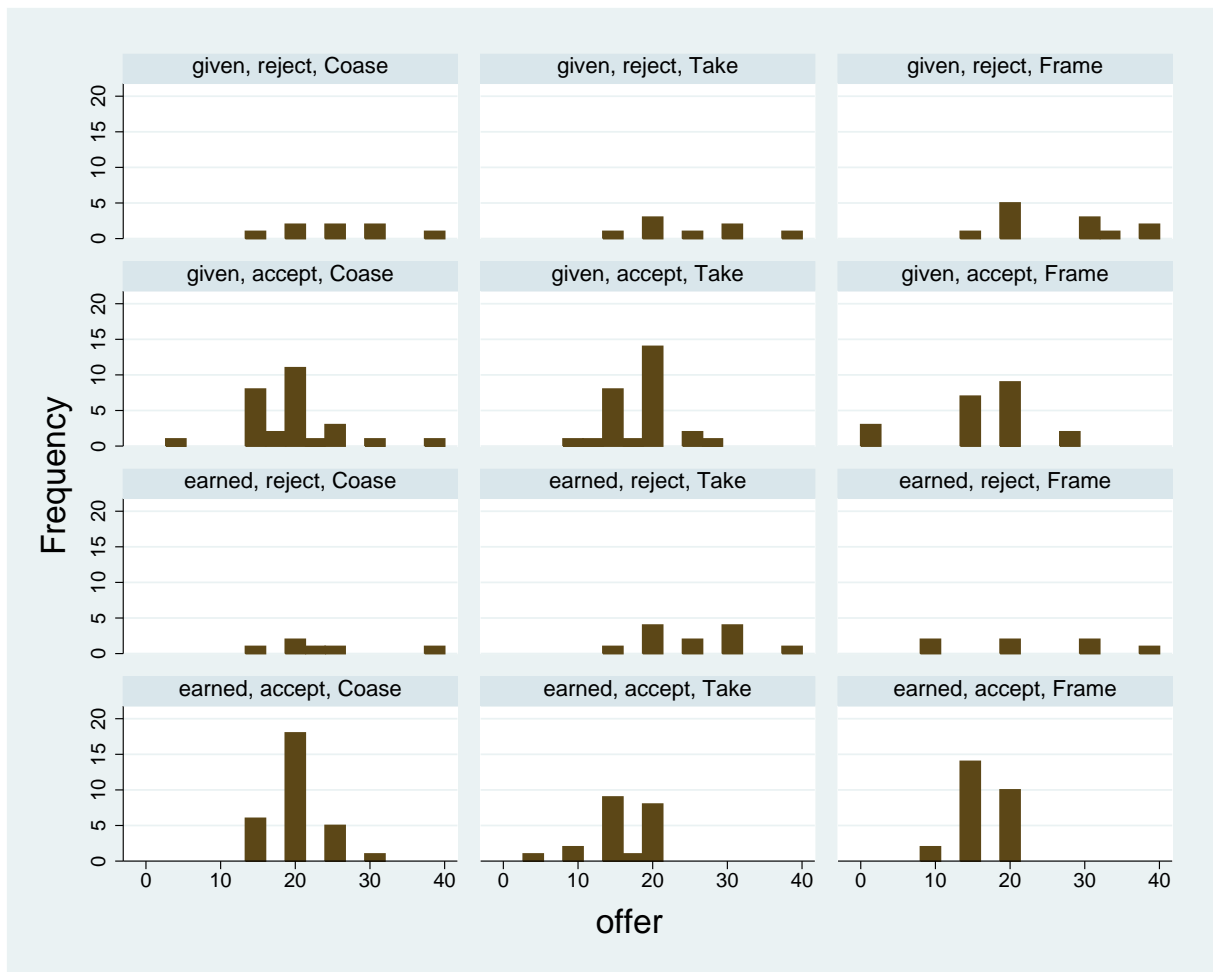 given, reject, Coase
given, reject, Take
given, reject, Frame
20
15
10
5
0
given, accept, Coase
given, accept, Take
given, accept, Frame
20
15
10
5
0
earned, reject, Coase
earned, reject, Take
earned, reject, Frame
20
15
10
5
0
earned, accept, Coase
earned, accept, Take
earned, accept, Frame
20
15
10
5
0
0 10 20 30 40
0 10 20 30 40
0 10 20 30 40
Frequency
offer